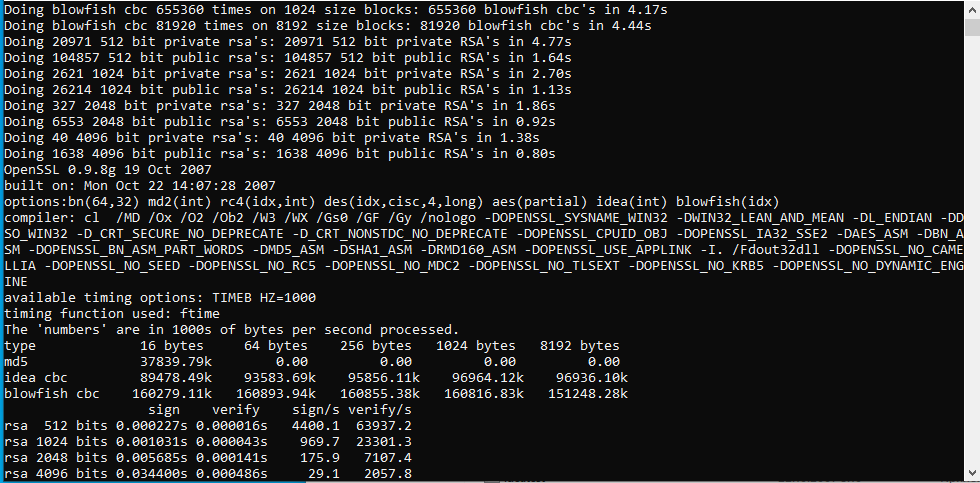 Doing blowfish cbc 655360 times on 1024 size blocks: 655360 blowfish cbc's in 4.17s
Doing blowfish cbc 81920 times on 8192 size blocks: 81920 blowfish cbc's in 4.44s
Doing 20971 512 bit private rsa's: 20971 512 bit private RSA's in 4.77s
Doing 104857 512 bit public rsa's: 104857 512 bit public RSA's in 1.64s
Doing 2621 1024 bit private rsa's: 2621 1024 bit private RSA's in 2.70s
Doing 26214 1024 bit public rsa's: 26214 1024 bit public RSA's in 1.13s
Doing 327 2048 bit private rsa's: 327 2048 bit private RSA's in 1.86s
Doing 6553 2048 bit public rsa's: 6553 2048 bit public RSA's in 0.92s
Doing 40 4096 bit private rsa's: 40 4096 bit private RSA's in 1.38s
Doing 1638 4096 bit public rsa's: 1638 4096 bit public RSA's in 0.80s
OpenSSL 0.9.8g 19 Oct 2007
built on: Mon Oct 22 14:07:28 2007
options:bn(64,32) md2(int) rc4(idx,int) des(idx,cisc,4,long) aes(partial) idea(int) blowfish(idx)
compiler: cl  /MD /Ox /O2 /Ob2 /W3 /WX /Gs0 /GF /Gy /nologo -DOPENSSL_SYSNAME_WIN32 -DWIN32_LEAN_AND_MEAN -DL_ENDIAN -DD
SO_WIN32 -D_CRT_SECURE_NO_DEPRECATE -D_CRT_NONSTDC_NO_DEPRECATE -DOPENSSL_CPUID_OBJ -DOPENSSL_IA32_SSE2 -DAES_ASM -DBN_A
SM -DOPENSSL_BN_ASM_PART_WORDS -DMD5_ASM -DSHA1_ASM -DRMD160_ASM -DOPENSSL_USE_APPLINK -I. /Fdout32dll -DOPENSSL_NO_CAME
LLIA -DOPENSSL_NO_SEED -DOPENSSL_NO_RC5 -DOPENSSL_NO_MDC2 -DOPENSSL_NO_TLSEXT -DOPENSSL_NO_KRB5 -DOPENSSL_NO_DYNAMIC_ENG
INE
available timing options: TIMEB HZ=1000
timing function used: ftime
The 'numbers' are in 1000s of bytes per second processed.
type             16 bytes     64 bytes    256 bytes   1024 bytes   8192 bytes
md5              37839.79k        0.00         0.00         0.00         0.00
idea cbc         89478.49k    93583.69k    95856.11k    96964.12k    96936.10k
blowfish cbc    160279.11k   160893.94k   160855.38k   160816.83k   151248.28k
                  sign    verify    sign/s verify/s
rsa  512 bits 0.000227s 0.000016s   4400.1  63937.2
rsa 1024 bits 0.001031s 0.000043s    969.7  23301.3
rsa 2048 bits 0.005685s 0.000141s    175.9   7107.4
rsa 4096 bits 0.034400s 0.000486s     29.1   2057.8